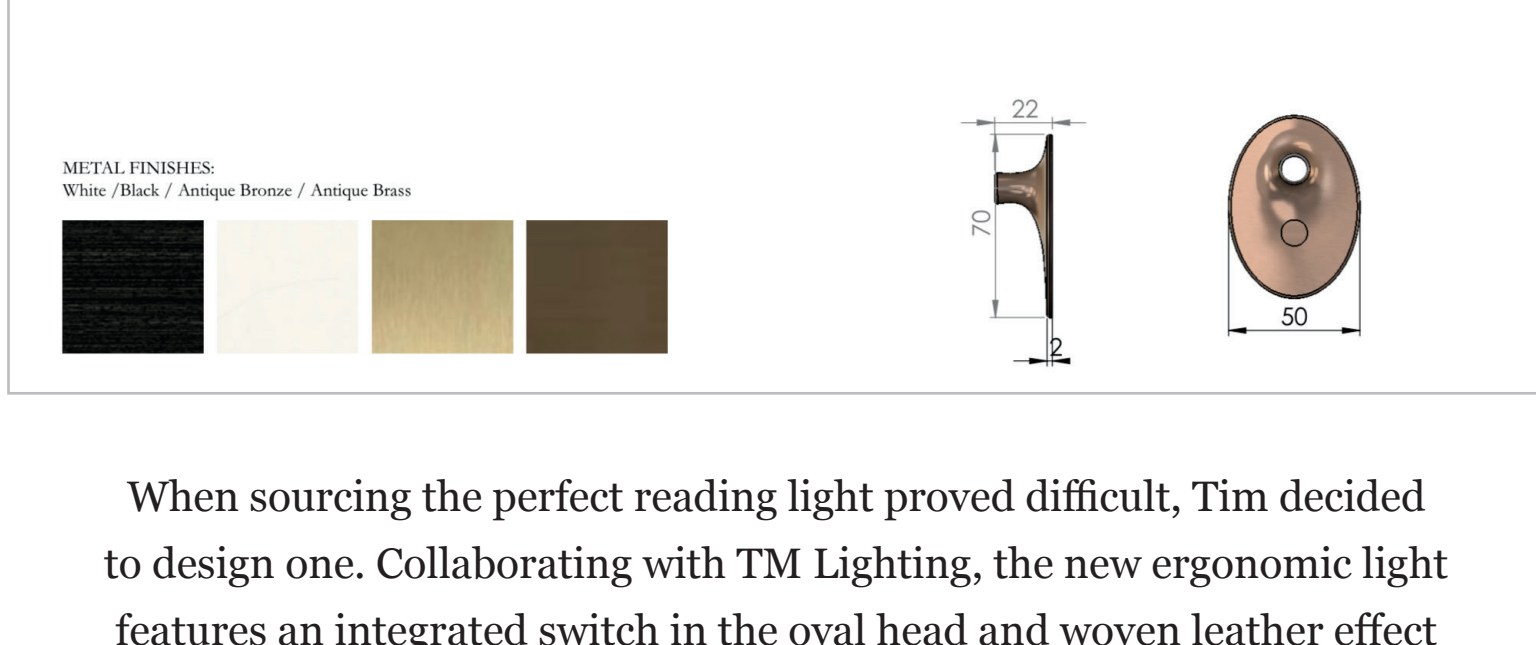 METAL FINISHES:
White /Black / Antique Bronze / Antique Brass
22
70
2
50
When sourcing the perfect reading light proved difficult, Tim decided
to design one. Collaborating with TM Lighting, the new ergonomic light
features an integrated switch in the oval head and woven leather effect